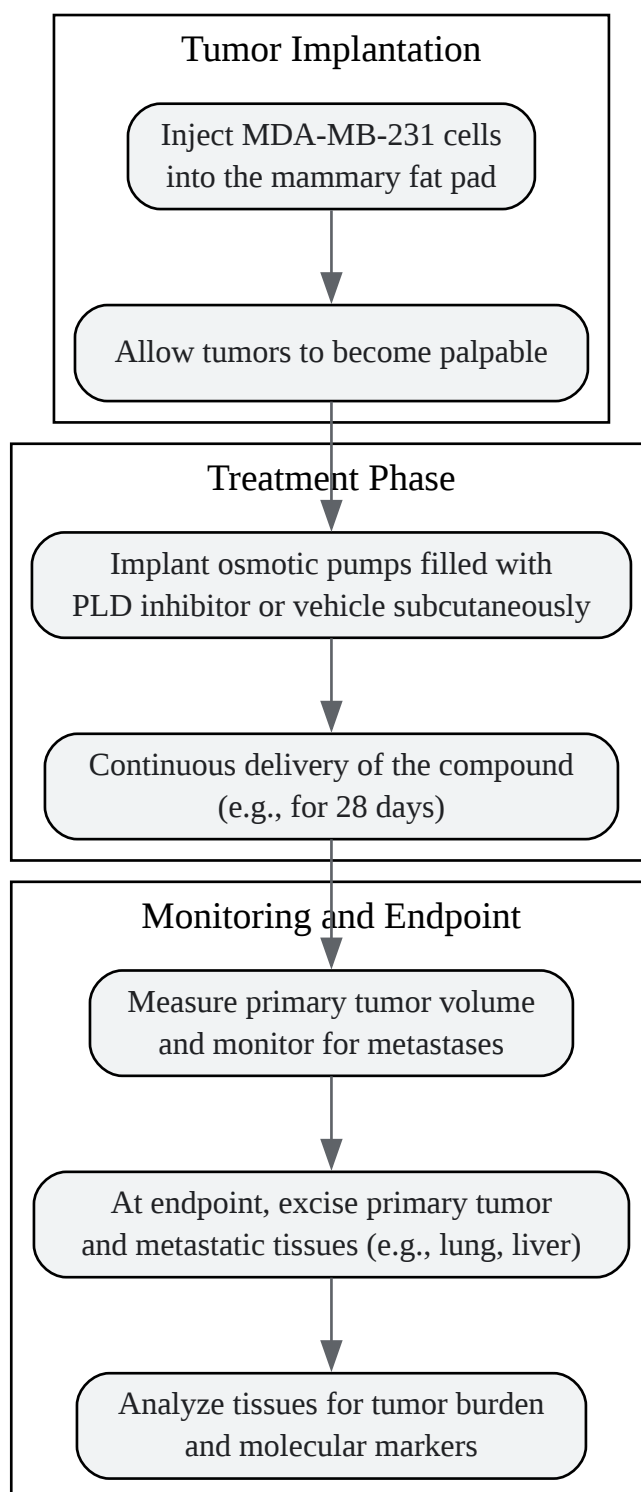 Tumor Implantation
Inject MDA-MB-231 cells
into the mammary fat pad
Allow tumors to become palpable
Treatment Phase
Implant osmotic pumps filled with
PLD inhibitor or vehicle subcutaneously
Continuous delivery of the compound
(e.g., for 28 days)
Monitoring and Endpoint
Measure primary tumor volume
and monitor for metastases
At endpoint, excise primary tumor
and metastatic tissues (e.g., lung, liver)
Analyze tissues for tumor burden
and molecular markers